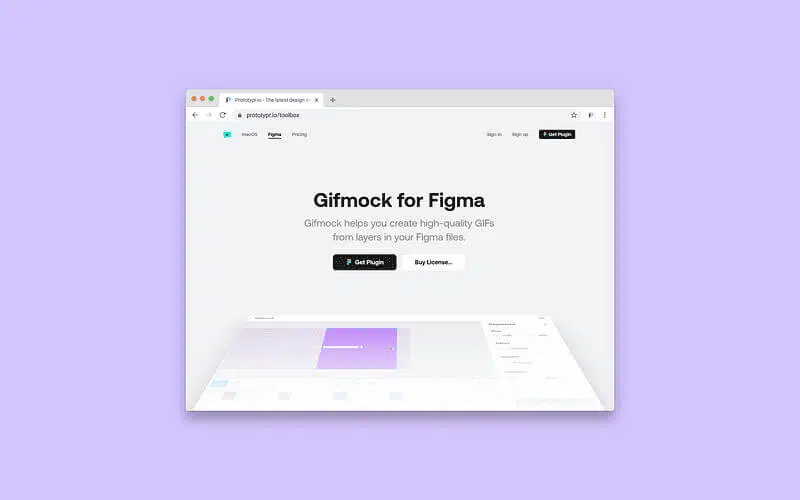 Prototypr.io - The latest design o
prototypr.io/toolbox
macOS Figma Pricing Sign in Sign up Get Plugin
Gifmock for Figma
Gifmock helps you create high-quality GIFs
from layers in your Figma files.
Get Plugin Buy License...